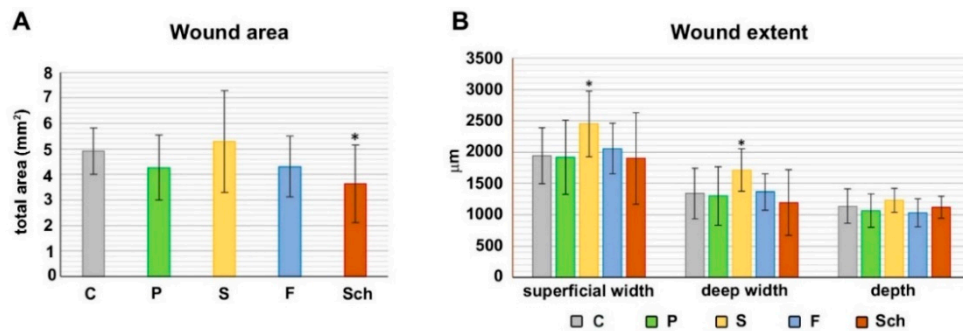 A
Wound area
total area (mm²)
8
7
6
5
4
3
2
1
0
*
C P S F Sch
B
Wound extent
µm
3500
3000
2500
2000
1500
1000
500
0
*
*
superficial width deep width depth
C P S F Sch